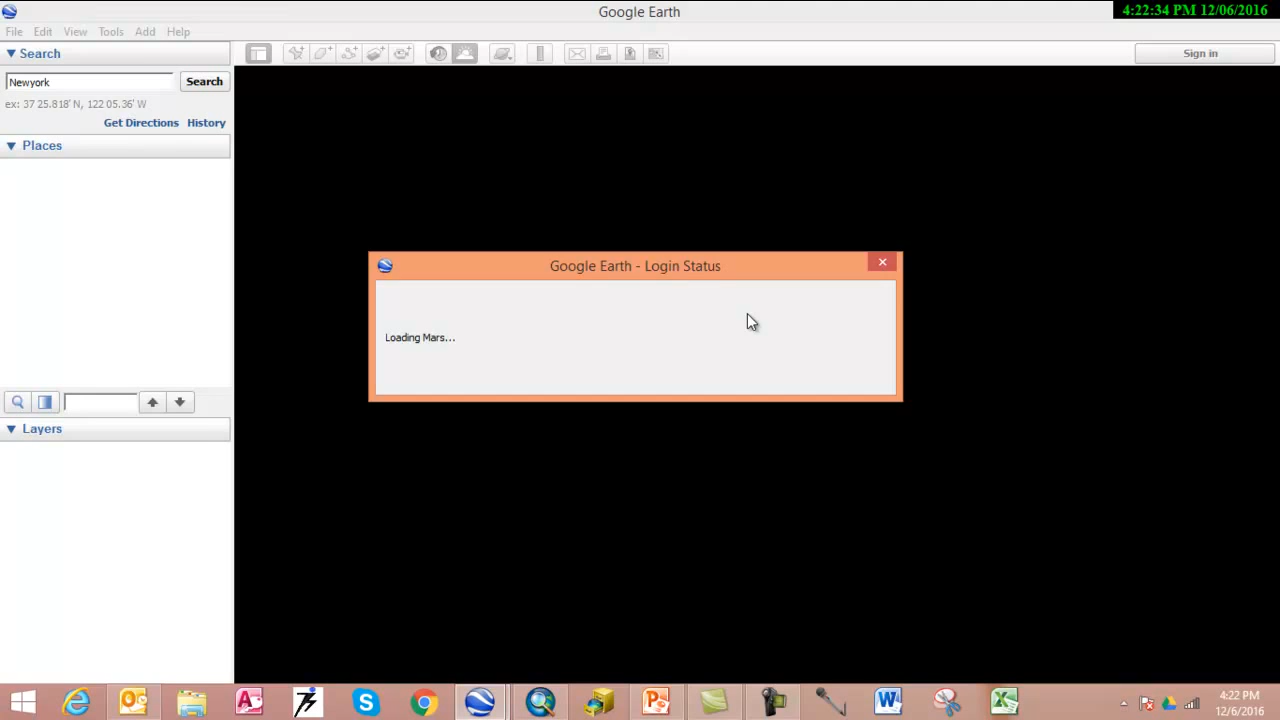 Google Earth
4:22:34 PM 12/06/2016
File Edit View Tools Add Help
Search
Sign in
Newyork
Search
ex: 37 25.818' N, 122 05.36' W
Get Directions History
Places
Google Earth - Login Status
Loading Mars...
Layers
4:22 PM
12/6/2016